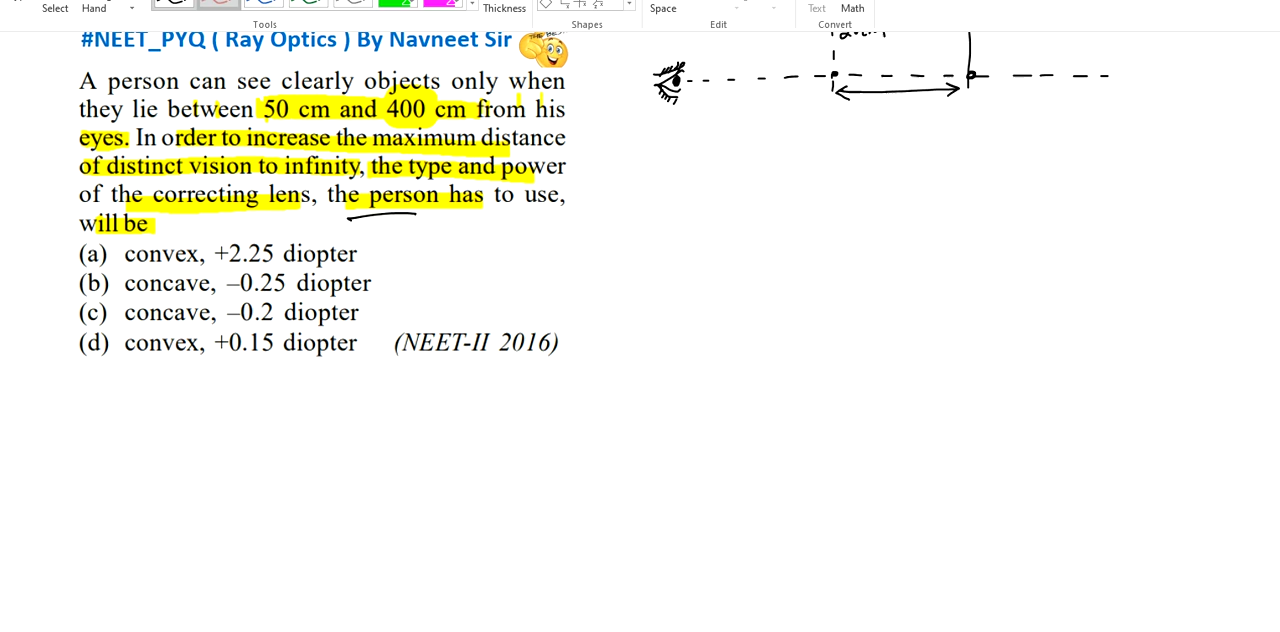 Select Hand Thickness Space Text Math
Tools Shapes Edit Convert
#NEET_PYQ ( Ray Optics ) By Navneet Sir
A person can see clearly objects only when
they lie between 50 cm and 400 cm from his
eyes. In order to increase the maximum distance
of distinct vision to infinity, the type and power
of the correcting lens, the person has to use,
will be
(a) convex, +2.25 diopter
(b) concave, –0.25 diopter
(c) concave, –0.2 diopter
(d) convex, +0.15 diopter (NEET-II 2016)